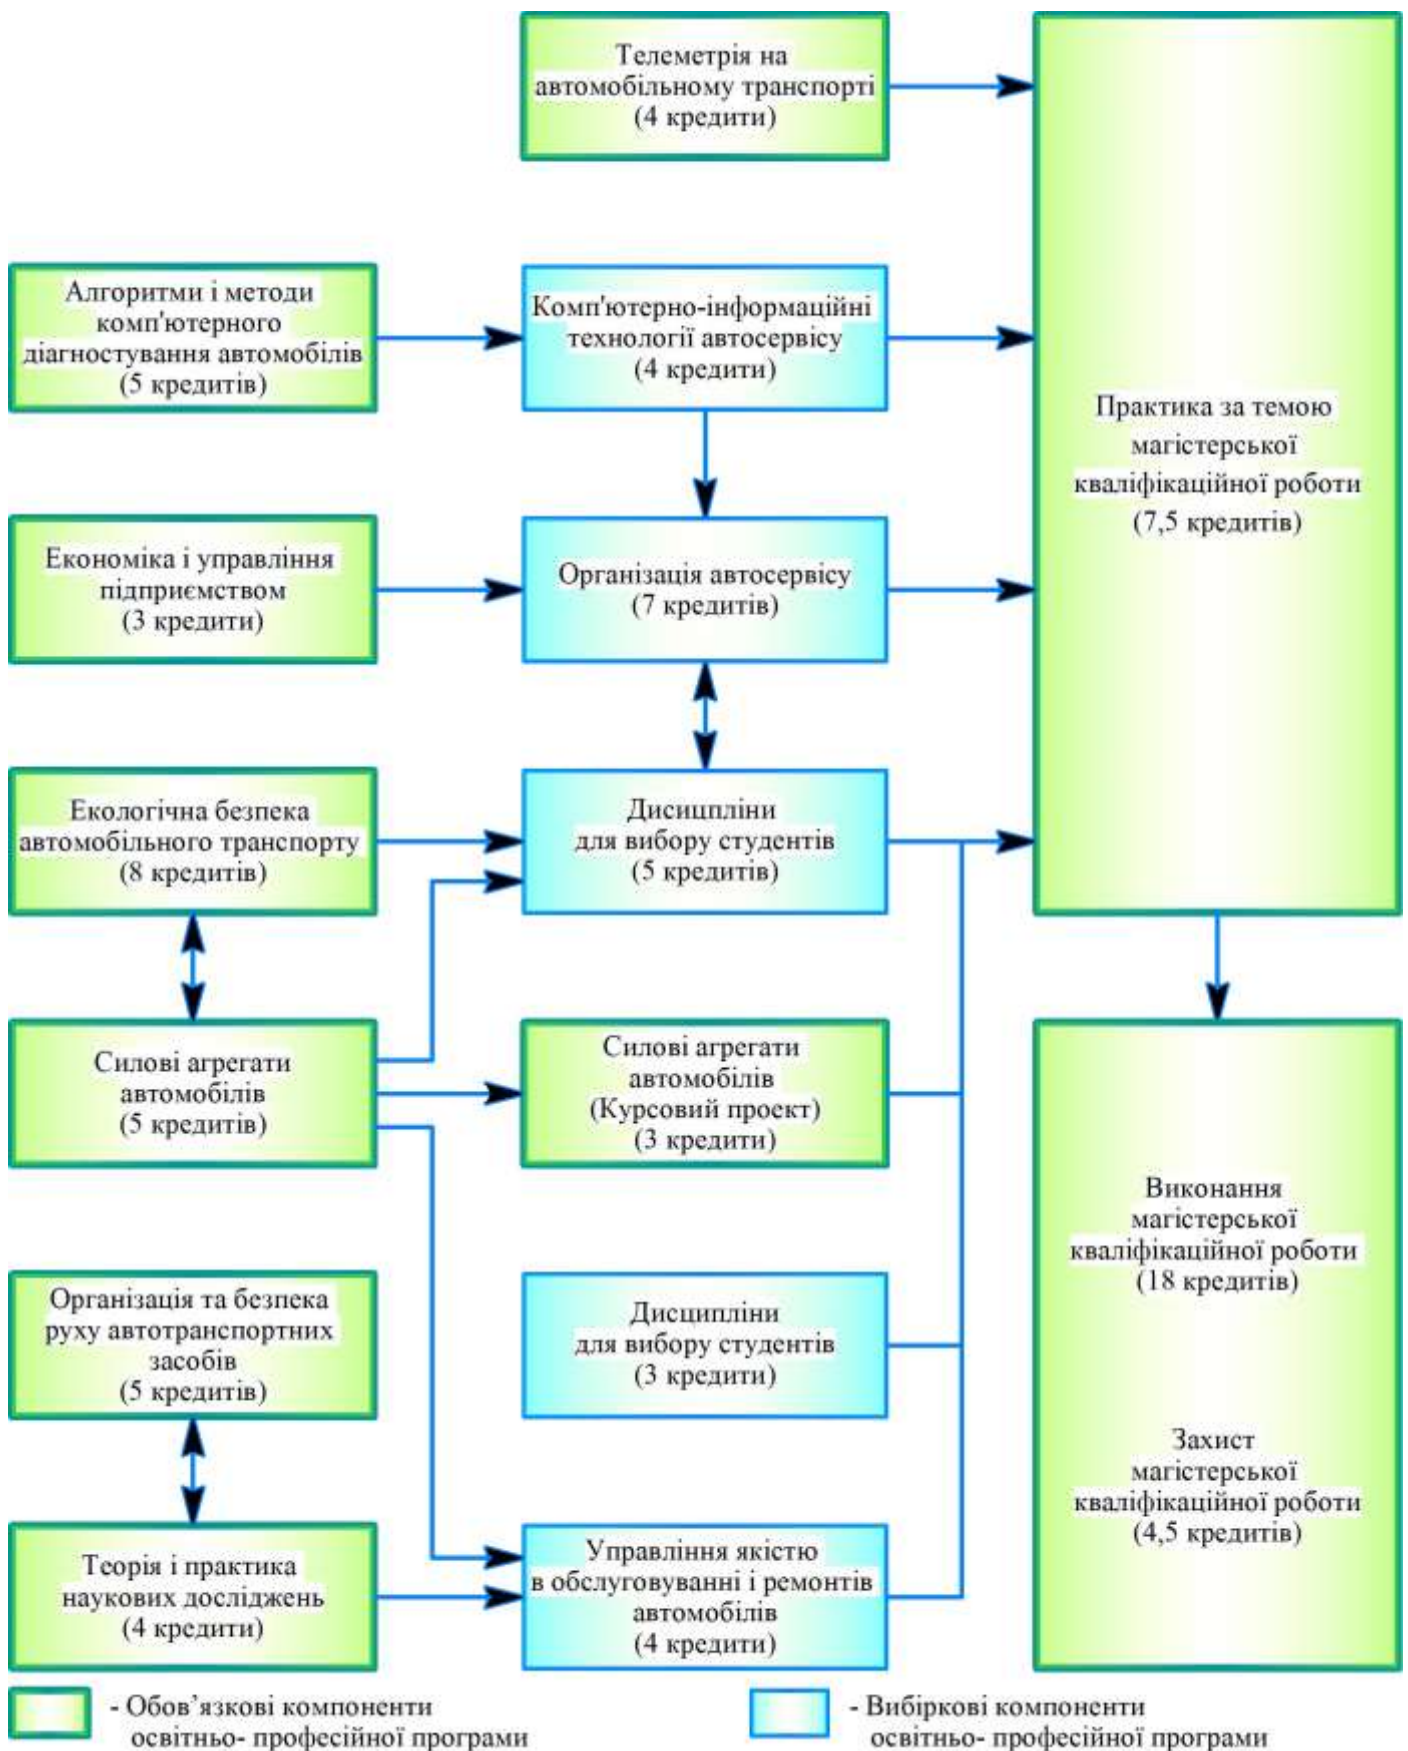 Телеметрія на
автомобільному транспорті
(4 кредити)
Алгоритми і методи
комп'ютерного
діагностування автомобілів
(5 кредитів)
Комп'ютерно-інформаційні
технології автосервісу
(4 кредити)
Практика за темою
магістерської
кваліфікаційної роботи
(7,5 кредитів)
Економіка і управління
підприємством
(3 кредити)
Організація автосервісу
(7 кредитів)
Екологічна безпека
автомобільного транспорту
(8 кредитів)
Дисицпліни
для вибору студентів
(5 кредитів)
Силові агрегати
автомобілів
(5 кредитів)
Силові агрегати
автомобілів
(Курсовий проект)
(3 кредити)
Виконання
магістерської
кваліфікаційної роботи
(18 кредитів)
Захист
магістерської
кваліфікаційної роботи
(4,5 кредитів)
Організація та безпека
руху автотранспортних
засобів
(5 кредитів)
Дисципліни
для вибору студентів
(3 кредити)
Теорія і практика
наукових досліджень
(4 кредити)
Управління якістю
в обслуговуванні і ремонтів
автомобілів
(4 кредити)
- Обов’язкові компоненти
освітньо- професійної програми
- Вибіркові компоненти
освітньо- професійної програми